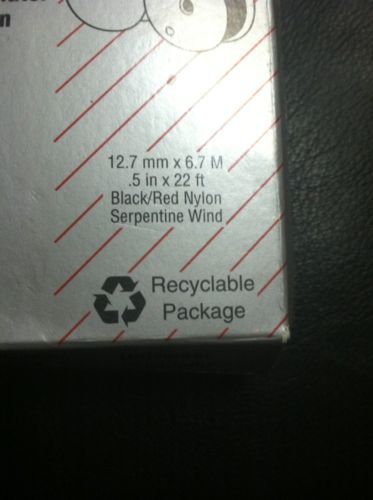 n
12.7 mm x 6.7 M
.5 in x 22 ft
Black/Red Nylon
Serpentine Wind
Recyclable
Package